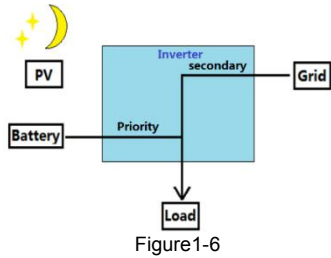 Inverter
secondary
PV
Grid
Priority
Battery
Load
Figure1-6